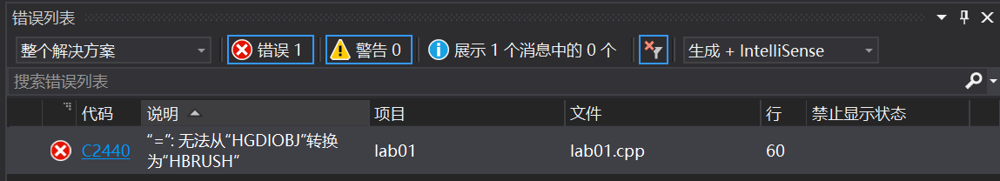 错误列表
整个解决方案 错误 1 警告 0 展示 1 个消息中的 0 个 生成 + IntelliSense
搜索错误列表
代码 说明 项目 文件 行 禁止显示状态
C2440 “=”: 无法从“HGDIOBJ”转换为“HBRUSH” lab01 lab01.cpp 60